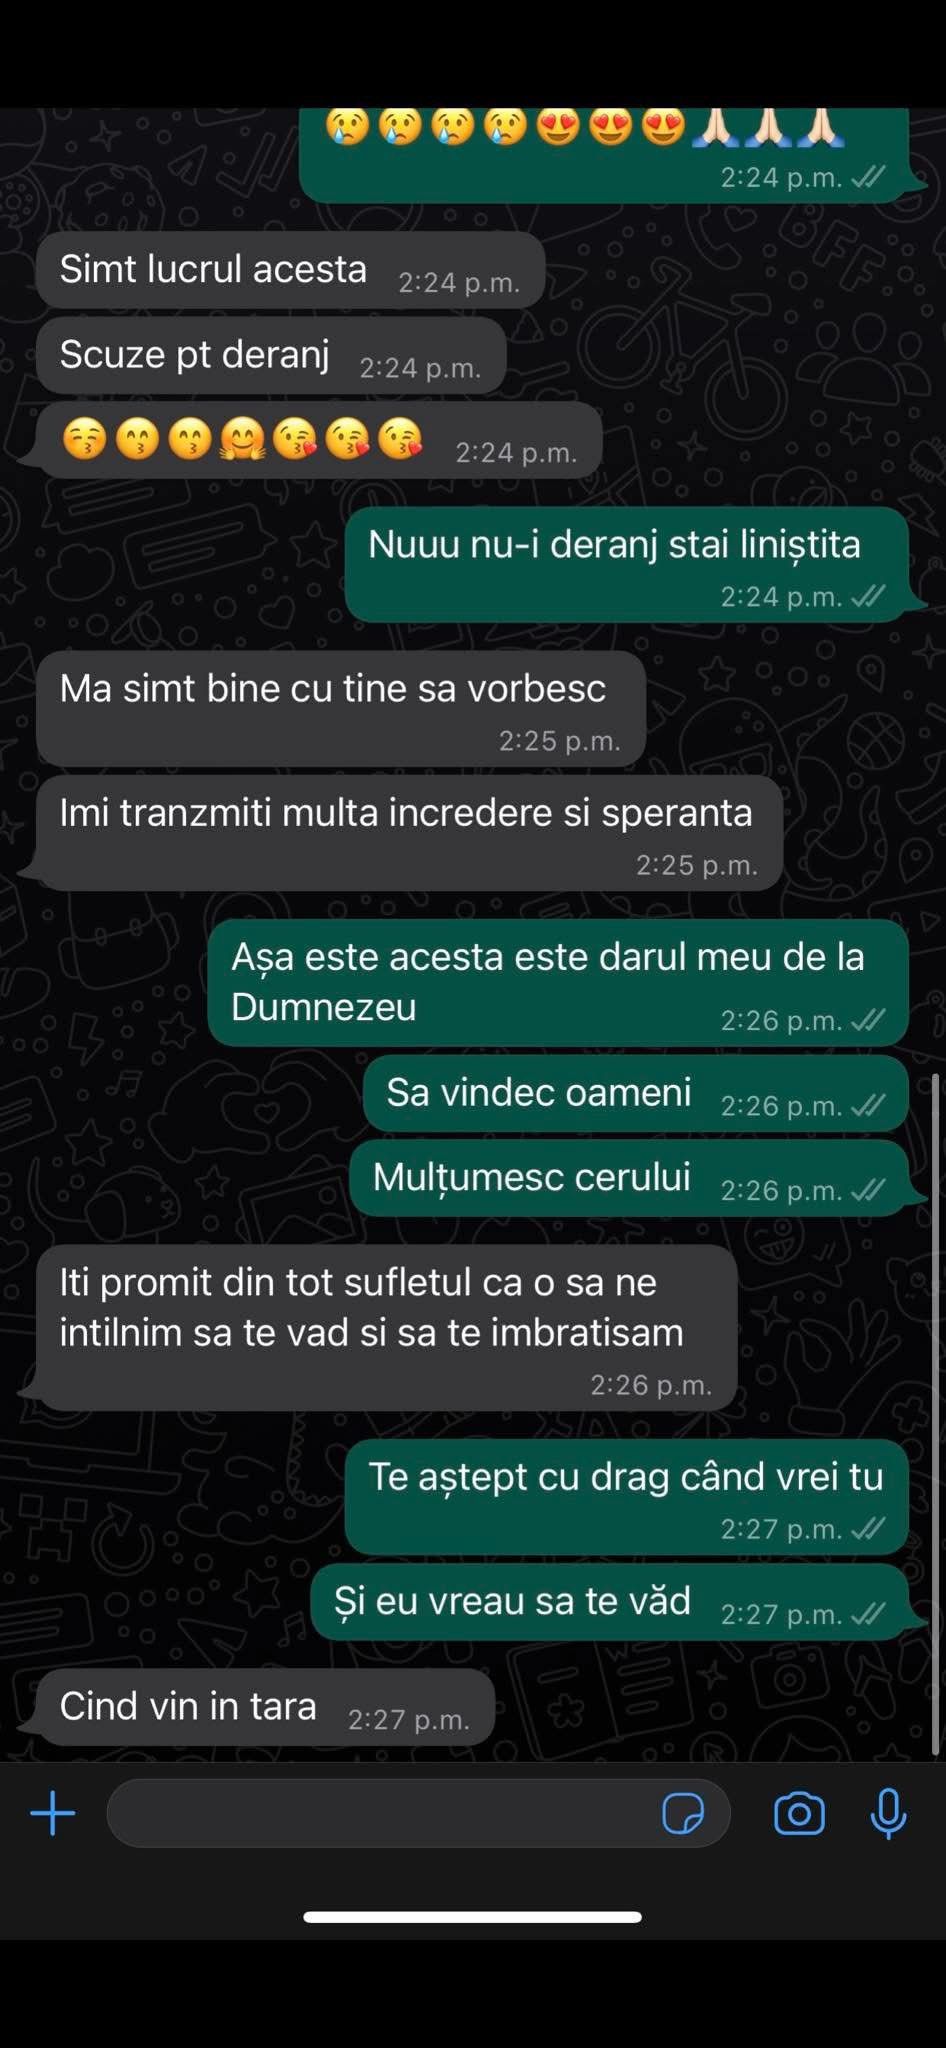 😢😢😢😢😍😍😍🙏🏻🙏🏻🙏🏻
2:24 p.m.
Simt lucrul acesta 2:24 p.m.
Scuze pt deranj 2:24 p.m.
😚😙😙🤗😘😘😘 2:24 p.m.
Nuuu nu-i deranj stai liniștita
2:24 p.m.
Ma simt bine cu tine sa vorbesc
2:25 p.m.
Imi tranzmiti multa incredere si speranta
2:25 p.m.
Așa este acesta este darul meu de la
Dumnezeu 2:26 p.m.
Sa vindec oameni 2:26 p.m.
Mulțumesc cerului 2:26 p.m.
Iti promit din tot sufletul ca o sa ne
intilnim sa te vad si sa te imbratisam
2:26 p.m.
Te aștept cu drag când vrei tu
2:27 p.m.
Și eu vreau sa te văd 2:27 p.m.
Cind vin in tara 2:27 p.m.